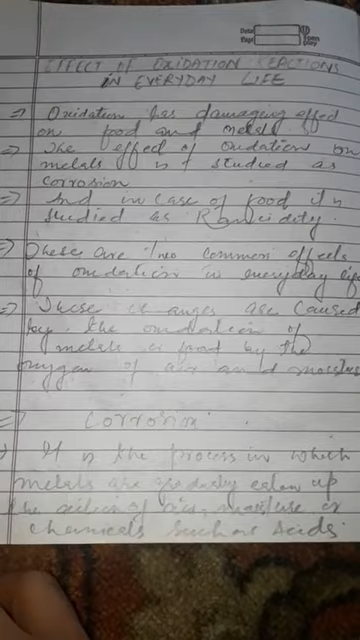 Date
Page
EFFECT OF OXIDATION REACTIONS
IN EVERYDAY LIFE
=> Oxidation has damaging effect
on food and metals
=> The effect of oxidation on
metals is studied as
corrosion
=> And in case of food it is
studied as Rancidity.
=> These are two common effects
of oxidation in everyday life
=> These changes are caused
by the oxidation of
metals or food by the
oxygen of air and moisture
=> Corrosion
It is the process in which
metals are gradually eaten up
the action of air, moisture or
chemicals such as Acids.